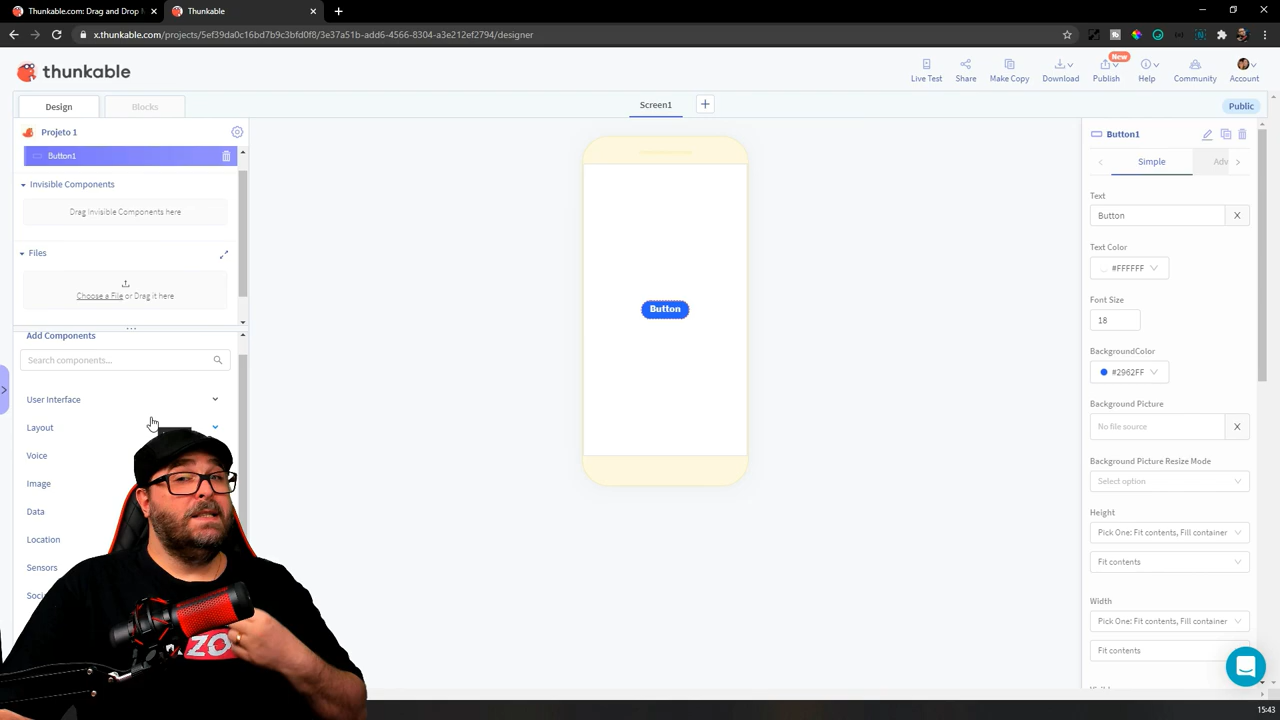 Thunkable.com: Drag and Drop
Thunkable
x.thunkable.com/projects/5ef39da0c16bd7b9c3bfd0f8/3e37a51b-add6-4566-8304-a3e212ef2794/designer
thunkable
Live Test
Share
Make Copy
Download
New
Publish
Help
Community
Account
Design
Blocks
Screen1
Public
Projeto 1
Button1
Invisible Components
Drag Invisible Components here
Files
Choose a File or Drag it here
Add Components
Search components...
User Interface
Layout
Voice
Image
Data
Location
Sensors
ZO
Button
Button1
Simple
Adv
Text
Button
Text Color
#FFFFFF
Font Size
18
BackgroundColor
#2962FF
Background Picture
No file source
Background Picture Resize Mode
Select option
Height
Pick One: Fit contents, Fill container
Fit contents
Width
Pick One: Fit contents, Fill container
Fit contents
15:43